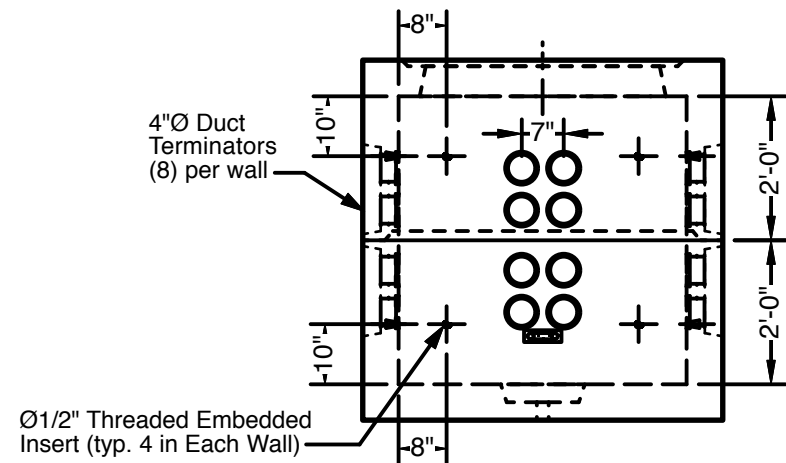 8"
10"
4"Ø Duct
Terminators
(8) per wall
7"
2'-0"
2'-0"
10"
Ø1/2" Threaded Embedded
Insert (typ. 4 in Each Wall)
8"